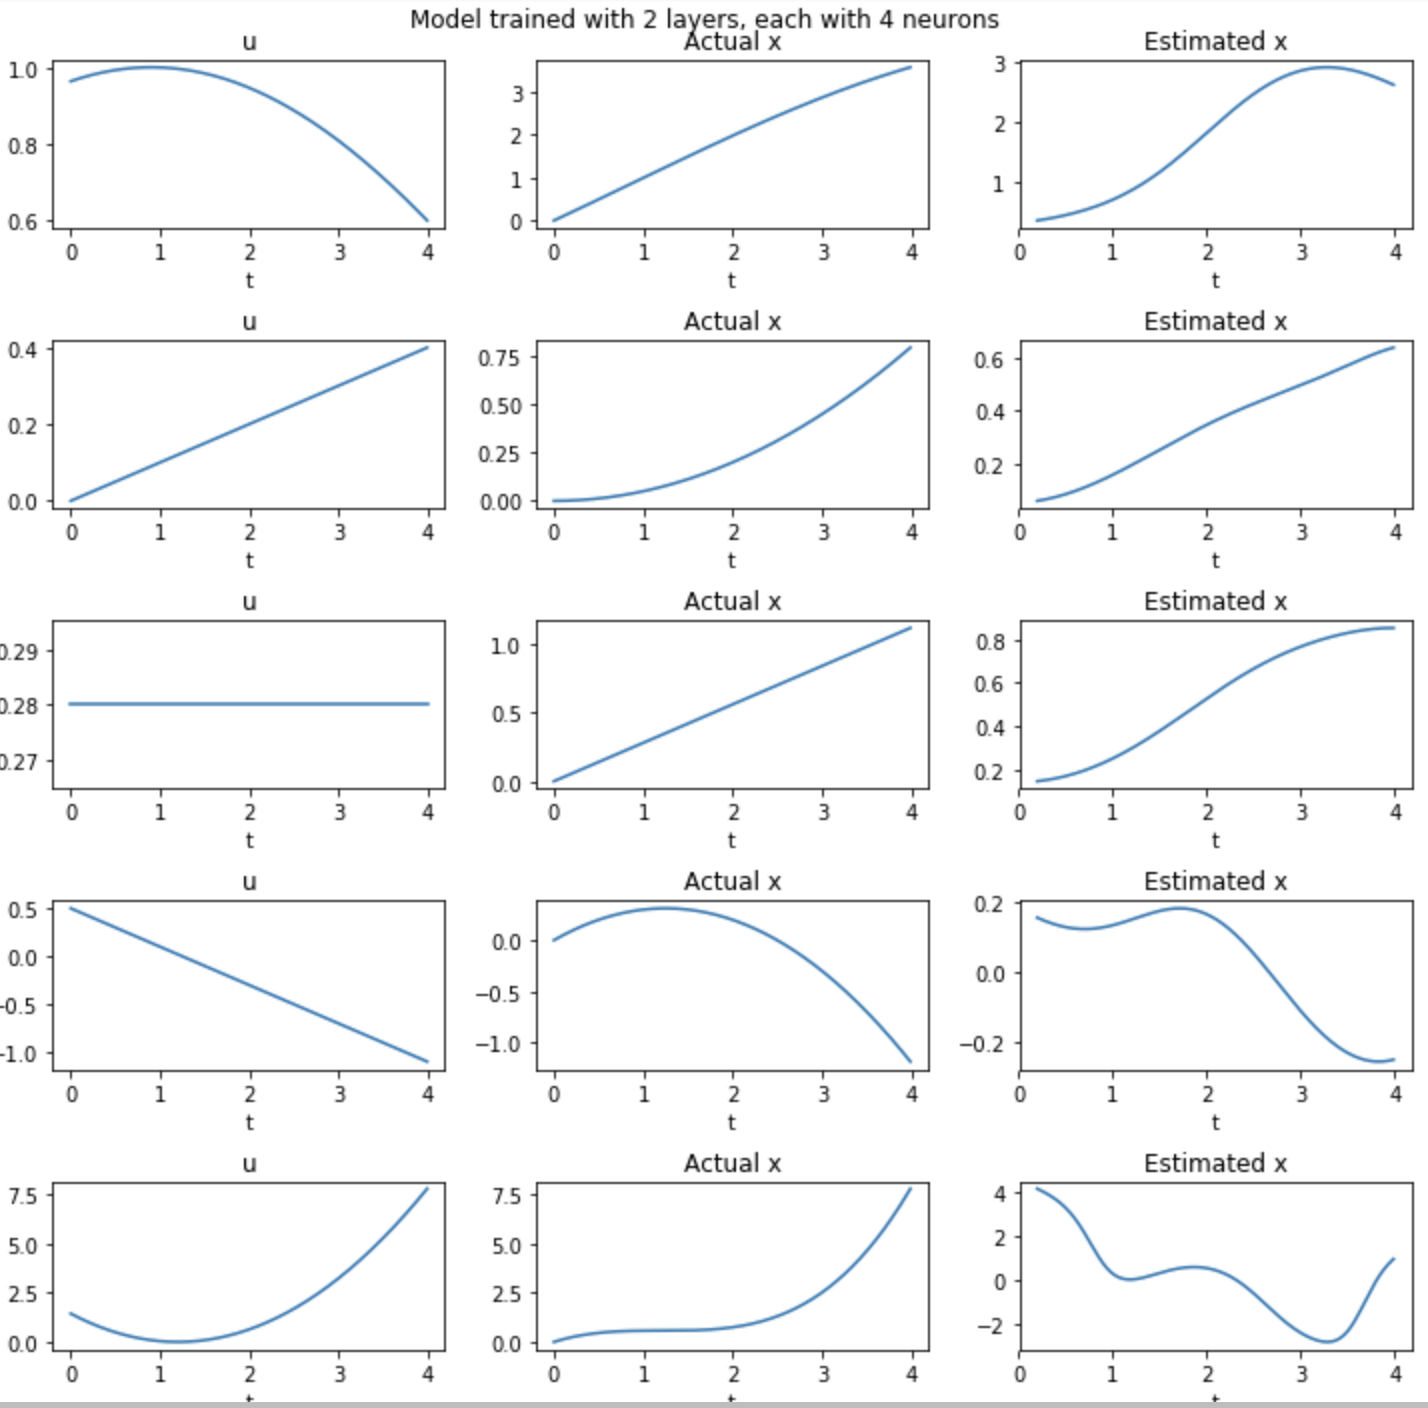 Model trained with 2 layers, each with 4 neurons
u Actual x Estimated x
1.0 0.8 0.6
0 1 2 3 4
t
3 2 1 0
0 1 2 3 4
t
3 2 1
0 1 2 3 4
t
u Actual x Estimated x
0.4 0.2 0.0
0 1 2 3 4
t
0.75 0.50 0.25 0.00
0 1 2 3 4
t
0.6 0.4 0.2
0 1 2 3 4
t
u Actual x Estimated x
0.29 0.28 0.27
0 1 2 3 4
t
1.0 0.5 0.0
0 1 2 3 4
t
0.8 0.6 0.4 0.2
0 1 2 3 4
t
u Actual x Estimated x
0.5 0.0 −0.5 −1.0
0 1 2 3 4
t
0.0 −0.5 −1.0
0 1 2 3 4
t
0.2 0.0 −0.2
0 1 2 3 4
t
u Actual x Estimated x
7.5 5.0 2.5 0.0
0 1 2 3 4
t
7.5 5.0 2.5 0.0
0 1 2 3 4
t
4 2 0 −2
0 1 2 3 4
t